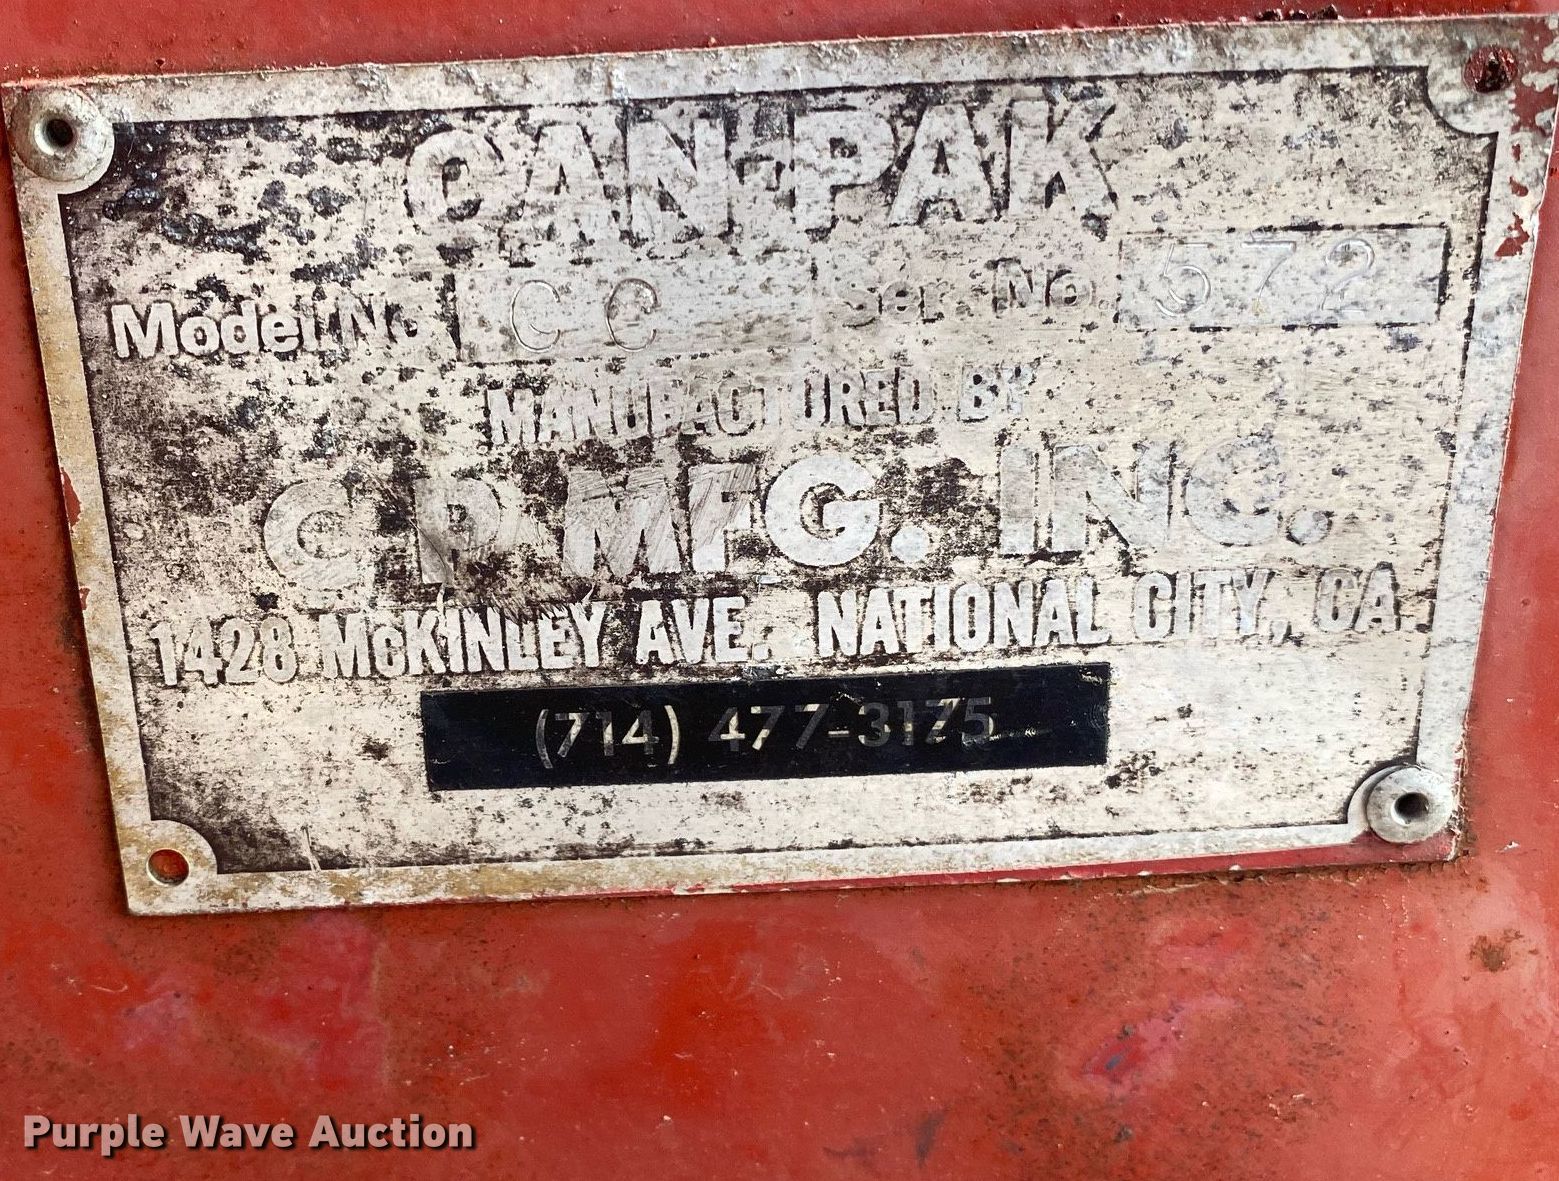 CAN-PAK
Model No. CC Ser. No. 572
MANUFACTURED BY
C P MFG. INC.
1428 McKINLEY AVE. NATIONAL CITY, CA
(714) 477-3175
Purple Wave Auction